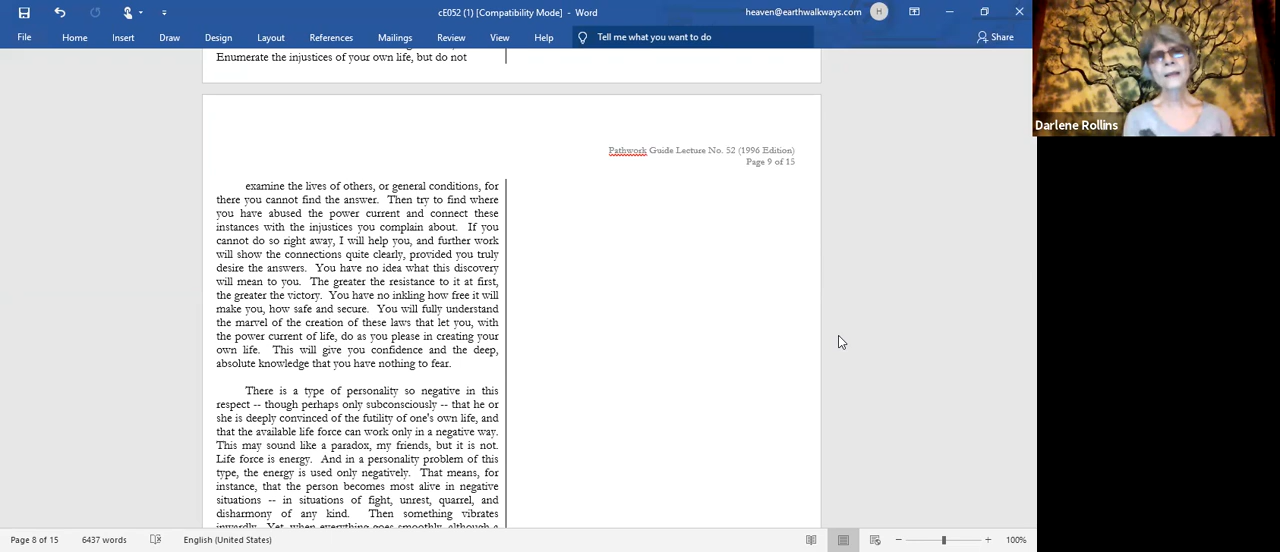 cE052 (1) [Compatibility Mode] - Word
heaven@earthwalkways.com
H
File Home Insert Draw Design Layout References Mailings Review View Help Tell me what you want to do Share
Enumerate the injustices of your own life, but do not
Darlene Rollins
Pathwork Guide Lecture No. 52 (1996 Edition)
Page 9 of 15
examine the lives of others, or general conditions, for
there you cannot find the answer. Then try to find where
you have abused the power current and connect these
instances with the injustices you complain about. If you
cannot do so right away, I will help you, and further work
will show the connections quite clearly, provided you truly
desire the answers. You have no idea what this discovery
will mean to you. The greater the resistance to it at first,
the greater the victory. You have no inkling how free it will
make you, how safe and secure. You will fully understand
the marvel of the creation of these laws that let you, with
the power current of life, do as you please in creating your
own life. This will give you confidence and the deep,
absolute knowledge that you have nothing to fear.
There is a type of personality so negative in this
respect -- though perhaps only subconsciously -- that he or
she is deeply convinced of the futility of one's own life, and
that the available life force can work only in a negative way.
This may sound like a paradox, my friends, but it is not.
Life force is energy. And in a personality problem of this
type, the energy is used only negatively. That means, for
instance, that the person becomes most alive in negative
situations -- in situations of fight, unrest, quarrel, and
disharmony of any kind. Then something vibrates
inwardly. Yet, when everything goes smoothly, although a
Page 8 of 15 6437 words English (United States) 100%